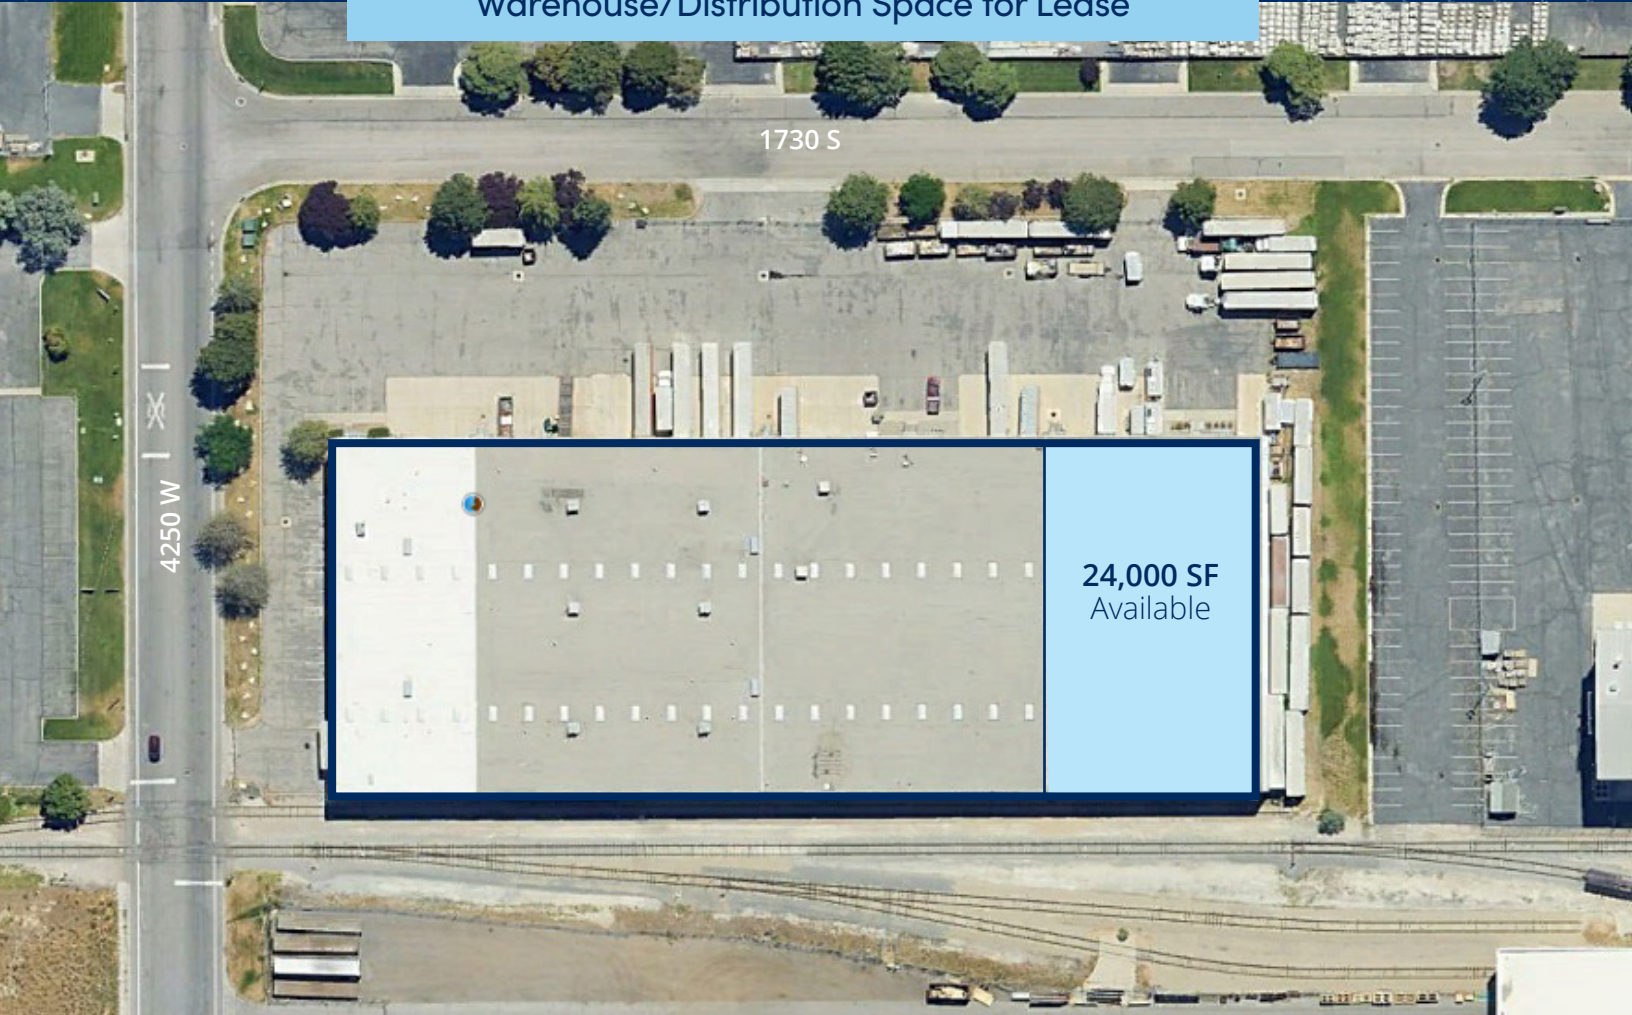 Warehouse/Distribution Space for Lease
1730 S
4250 W
24,000 SF
Available